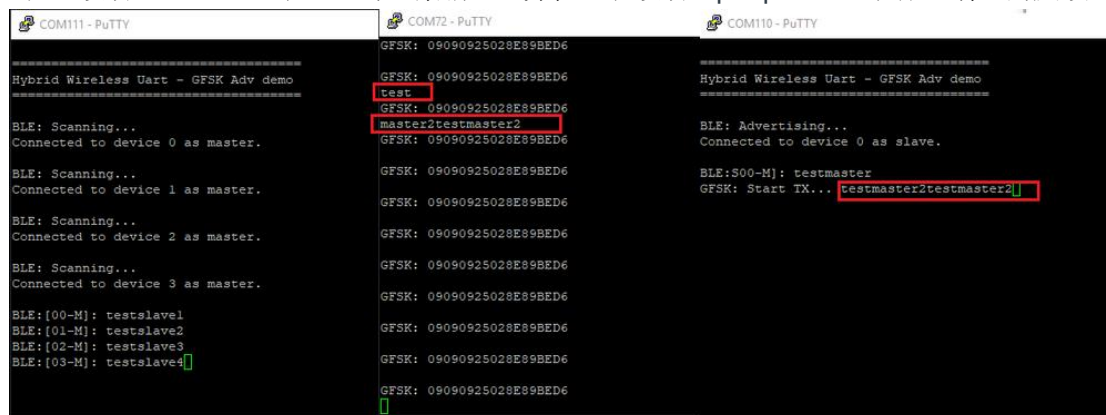 COM111 - PuTTY
========================================
Hybrid Wireless Uart - GFSK Adv demo
========================================
BLE: Scanning...
Connected to device 0 as master.
BLE: Scanning...
Connected to device 1 as master.
BLE: Scanning...
Connected to device 2 as master.
BLE: Scanning...
Connected to device 3 as master.
BLE:[00-M]: testslave1
BLE:[01-M]: testslave2
BLE:[02-M]: testslave3
BLE:[03-M]: testslave4
COM72 - PuTTY
GFSK: 09090925028E89BED6
GFSK: 09090925028E89BED6
test
GFSK: 09090925028E89BED6
master2testmaster2
GFSK: 09090925028E89BED6
GFSK: 09090925028E89BED6
GFSK: 09090925028E89BED6
GFSK: 09090925028E89BED6
GFSK: 09090925028E89BED6
GFSK: 09090925028E89BED6
GFSK: 09090925028E89BED6
GFSK: 09090925028E89BED6
GFSK: 09090925028E89BED6
COM110 - PuTTY
========================================
Hybrid Wireless Uart - GFSK Adv demo
========================================
BLE: Advertising...
Connected to device 0 as slave.
BLE:S00-M]: testmaster
GFSK: Start TX... testmaster2testmaster2